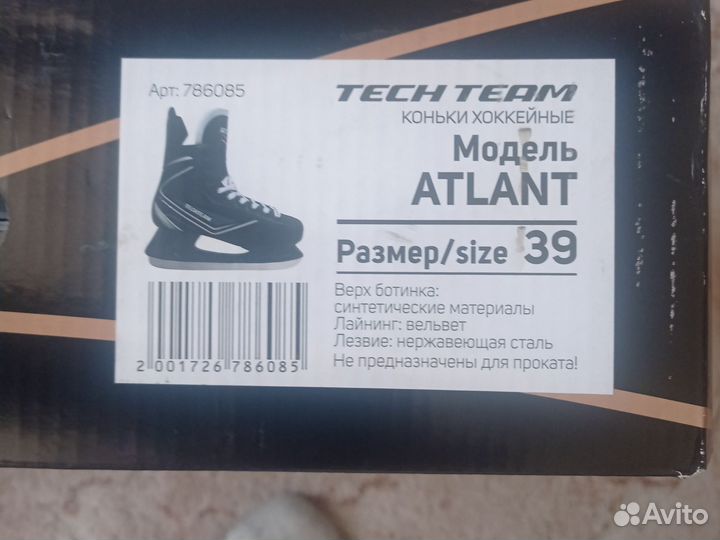 Арт: 786085
TECH TEAM
КОНЬКИ ХОККЕЙНЫЕ
Модель
ATLANT
Размер/size 39
Верх ботинка:
синтетические материалы
Лайнинг: вельвет
Лезвие: нержавеющая сталь
Не предназначены для проката!
2 001726 786085
Avito